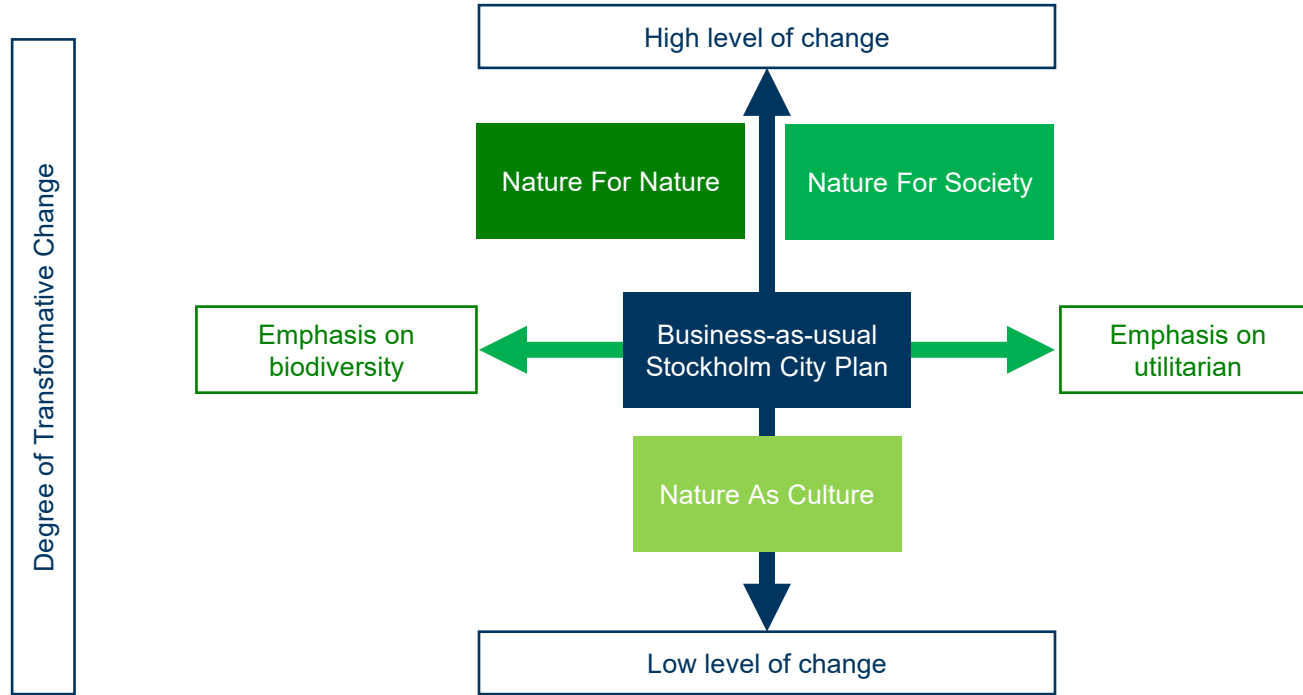 High level of change
Degree of Transformative Change
Nature For Nature
Nature For Society
Emphasis on
biodiversity
Business-as-usual
Stockholm City Plan
Emphasis on
utilitarian
Nature As Culture
Low level of change